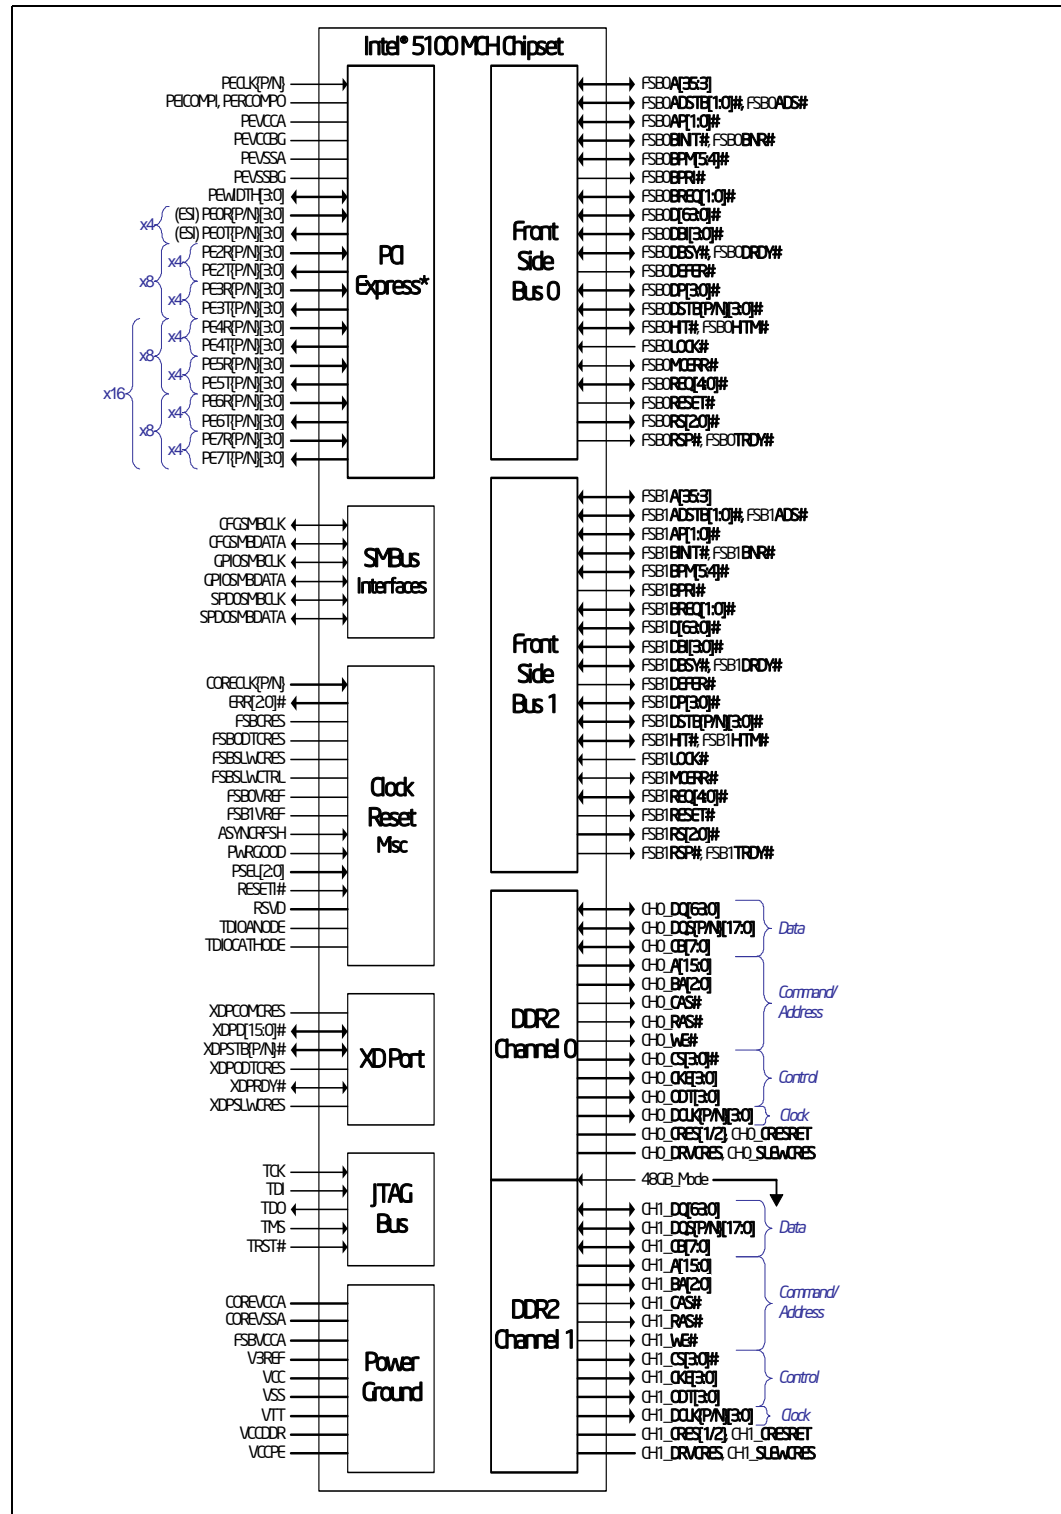 Intel® 5100 MCH Chipset
PECLK{P/N}
PEICOMPI, PERCOMPO
PEVCCA
PEVCCBG
PEVSSA
PEVSSBG
PEWIDTH[3:0]
(ESI) PE0R{P/N}[3:0]
(ESI) PE0T{P/N}[3:0]
PE2R{P/N}[3:0]
PE2T{P/N}[3:0]
PE3R{P/N}[3:0]
PE3T{P/N}[3:0]
PE4R{P/N}[3:0]
PE4T{P/N}[3:0]
PE5R{P/N}[3:0]
PE5T{P/N}[3:0]
PE6R{P/N}[3:0]
PE6T{P/N}[3:0]
PE7R{P/N}[3:0]
PE7T{P/N}[3:0]
x4
x4
x8
x4
x4
x8
x4
x16
x4
x8
x4
PCI
Express*
CFGSMBCLK
CFGSMBDATA
GPIOSMBCLK
GPIOSMBDATA
SPD0SMBCLK
SPD0SMBDATA
SMBus
Interfaces
CORECLK{P/N}
ERR[2:0]#
FSBCRES
FSBODTCRES
FSBSLWCRES
FSBSLWCTRL
FSB0VREF
FSB1VREF
ASYNCRFSH
PWRGOOD
PSEL[2:0]
RESETI#
RSVD
TDIOANODE
TDIOCATHODE
Clock
Reset
Misc
XDPCOMCRES
XDPD[15:0]#
XDPSTB{P/N}#
XDPODTCRES
XDPRDY#
XDPSLWCRES
XD Port
TCK
TDI
TDO
TMS
TRST#
JTAG
Bus
COREVCCA
COREVSSA
FSBVCCA
V3REF
VCC
VSS
VTT
VCCDDR
VCCPE
Power
Ground
Front
Side
Bus 0
FSB0A[35:3]
FSB0ADSTB[1:0]#, FSB0ADS#
FSB0AP[1:0]#
FSB0BINIT#, FSB0BNR#
FSB0BPM[5:4]#
FSB0BPRI#
FSB0BREQ[1:0]#
FSB0D[63:0]#
FSB0DBI[3:0]#
FSB0DBSY#, FSB0DRDY#
FSB0DEFER#
FSB0DP[3:0]#
FSB0DSTB{P/N}[3:0]#
FSB0HIT#, FSB0HITM#
FSB0LOCK#
FSB0MCERR#
FSB0REQ[4:0]#
FSB0RESET#
FSB0RS[2:0]#
FSB0RSP#, FSB0TRDY#
Front
Side
Bus 1
FSB1A[35:3]
FSB1ADSTB[1:0]#, FSB1ADS#
FSB1AP[1:0]#
FSB1BINIT#, FSB1BNR#
FSB1BPM[5:4]#
FSB1BPRI#
FSB1BREQ[1:0]#
FSB1D[63:0]#
FSB1DBI[3:0]#
FSB1DBSY#, FSB1DRDY#
FSB1DEFER#
FSB1DP[3:0]#
FSB1DSTB{P/N}[3:0]#
FSB1HIT#, FSB1HITM#
FSB1LOCK#
FSB1MCERR#
FSB1REQ[4:0]#
FSB1RESET#
FSB1RS[2:0]#
FSB1RSP#, FSB1TRDY#
DDR2
Channel 0
CH0_DQ[63:0]
CH0_DQS{P/N}[17:0]
CH0_CB[7:0]
CH0_A[15:0]
CH0_BA[2:0]
CH0_CAS#
CH0_RAS#
CH0_WE#
CH0_CS[3:0]#
CH0_CKE[3:0]
CH0_ODT[3:0]
CH0_DCLK{P/N}[3:0]
CH0_CRES{1/2}, CH0_CRESRET
CH0_DRVCRES, CH0_SLEWCRES
Data
Command/
Address
Control
Clock
48GB_Mode
DDR2
Channel 1
CH1_DQ[63:0]
CH1_DQS{P/N}[17:0]
CH1_CB[7:0]
CH1_A[15:0]
CH1_BA[2:0]
CH1_CAS#
CH1_RAS#
CH1_WE#
CH1_CS[3:0]#
CH1_CKE[3:0]
CH1_ODT[3:0]
CH1_DCLK{P/N}[3:0]
CH1_CRES{1/2}, CH1_CRESRET
CH1_DRVCRES, CH1_SLEWCRES
Data
Command/
Address
Control
Clock